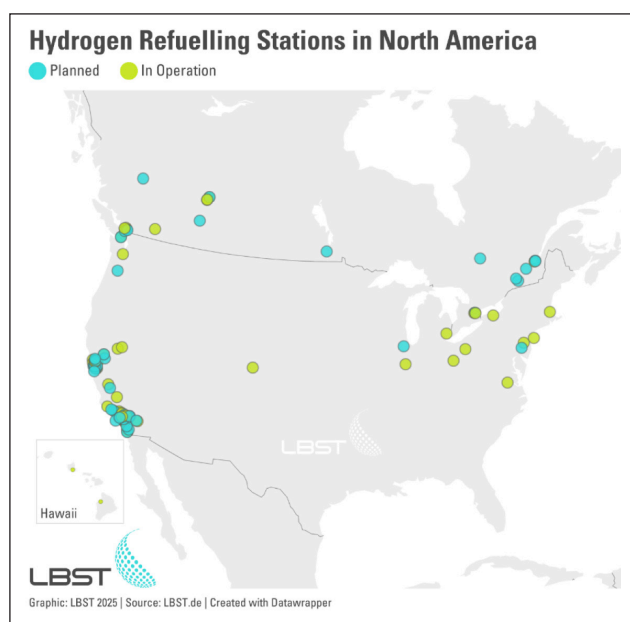 Hydrogen Refuelling Stations in North America
Planned In Operation
LBST
Hawaii
LBST
Graphic: LBST 2025 | Source: LBST.de | Created with Datawrapper